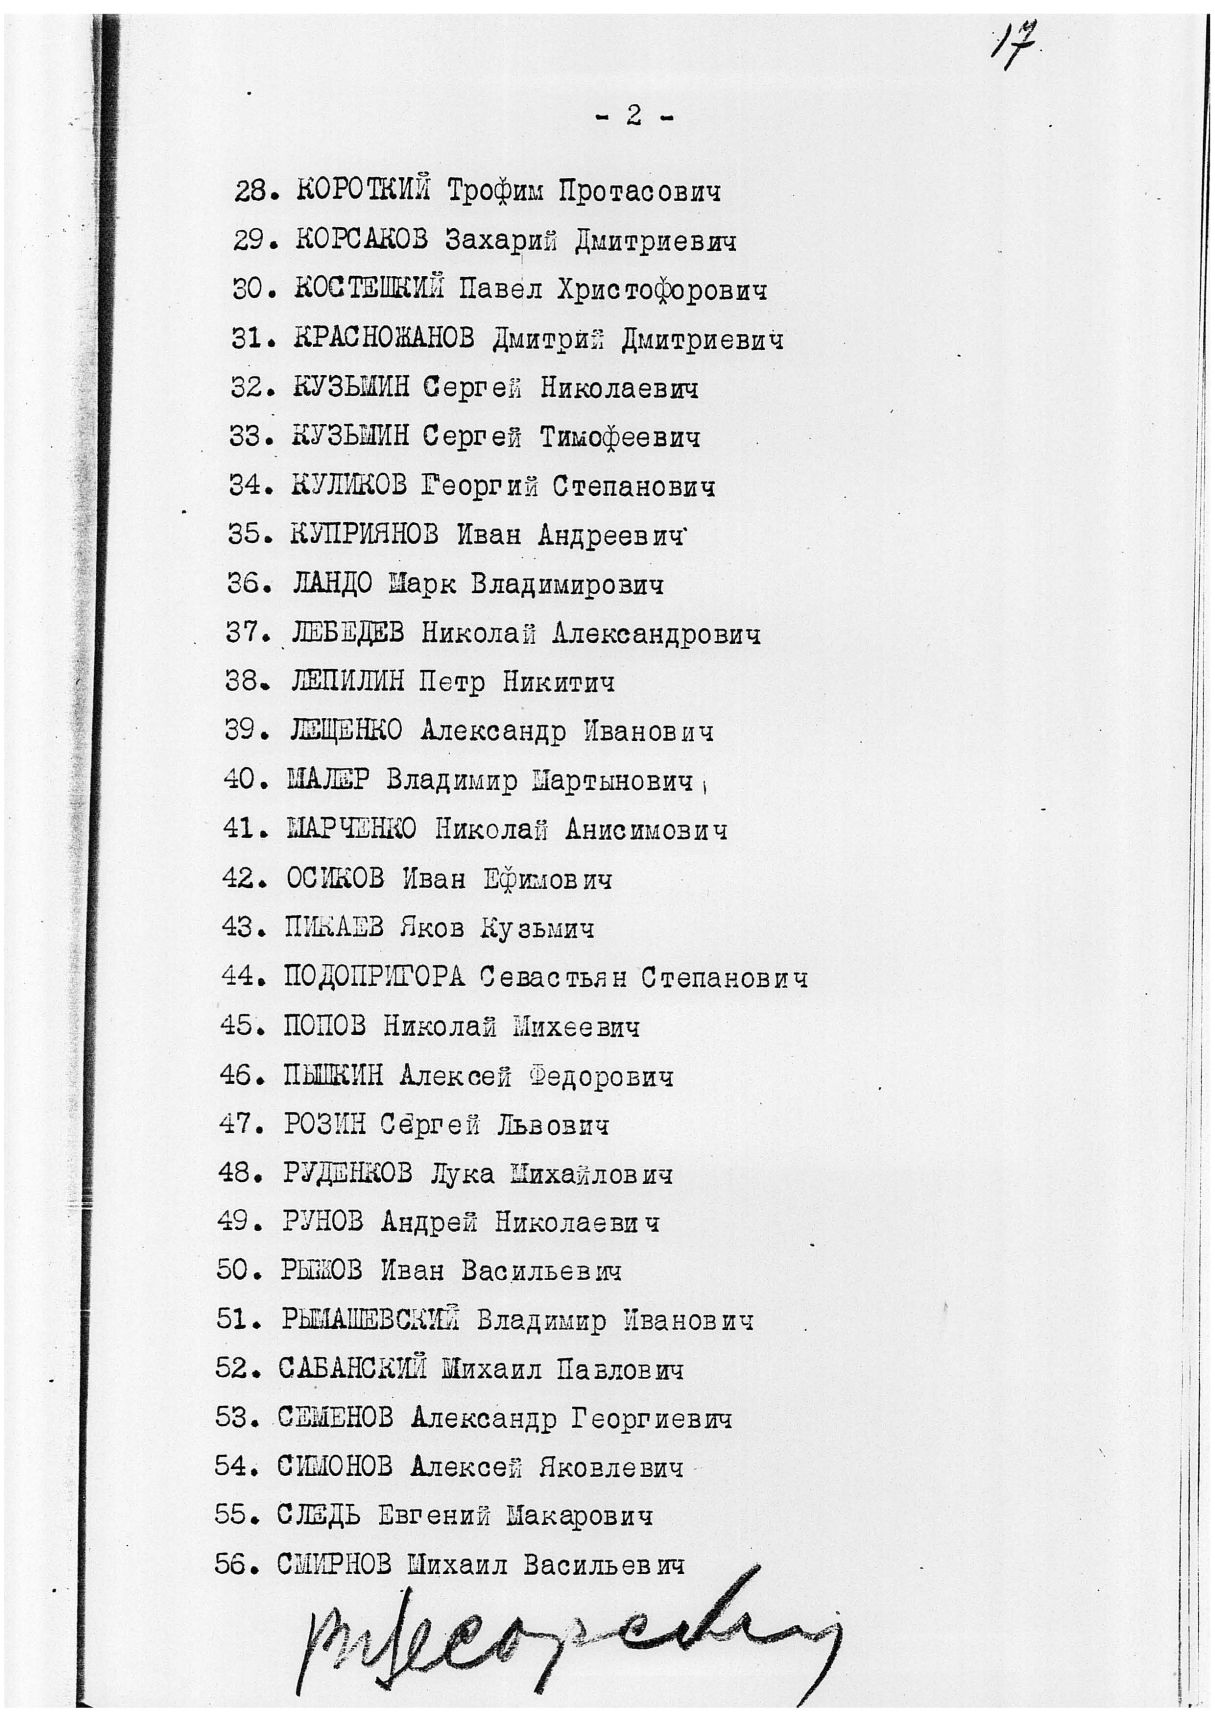 17
- 2 -
28. КОРОТКИЙ Трофим Протасович
29. КОРСАКОВ Захарий Дмитриевич
30. КОСТЕЦКИЙ Павел Христофорович
31. КРАСНОЖАНОВ Дмитрий Дмитриевич
32. КУЗЬМИН Сергей Николаевич
33. КУЗЬМИН Сергей Тимофеевич
34. КУЛИКОВ Георгий Степанович
35. КУПРИЯНОВ Иван Андреевич
36. ЛАНДО Марк Владимирович
37. ЛЕБЕДЕВ Николай Александрович
38. ЛЕПИЛИН Петр Никитич
39. ЛЕЩЕНКО Александр Иванович
40. МАЛЕР Владимир Мартынович
41. МАРЧЕНКО Николай Анисимович
42. ОСИКОВ Иван Ефимович
43. ПИКАЕВ Яков Кузьмич
44. ПОДОПРИГОРА Севастьян Степанович
45. ПОПОВ Николай Михеевич
46. ПЫШКИН Алексей Федорович
47. РОЗИН Сергей Львович
48. РУДЕНКОВ Лука Михайлович
49. РУНОВ Андрей Николаевич
50. РЫЖОВ Иван Васильевич
51. РЫМАШЕВСКИЙ Владимир Иванович
52. САБАНСКИЙ Михаил Павлович
53. СЕМЕНОВ Александр Георгиевич
54. СИМОНОВ Алексей Яковлевич
55. СЛЕДЬ Евгений Макарович
56. СМИРНОВ Михаил Васильевич